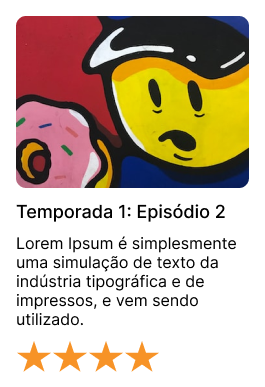 Temporada 1: Episódio 2
Lorem Ipsum é simplesmente
uma simulação de texto da
indústria tipográfica e de
impressos, e vem sendo
utilizado.